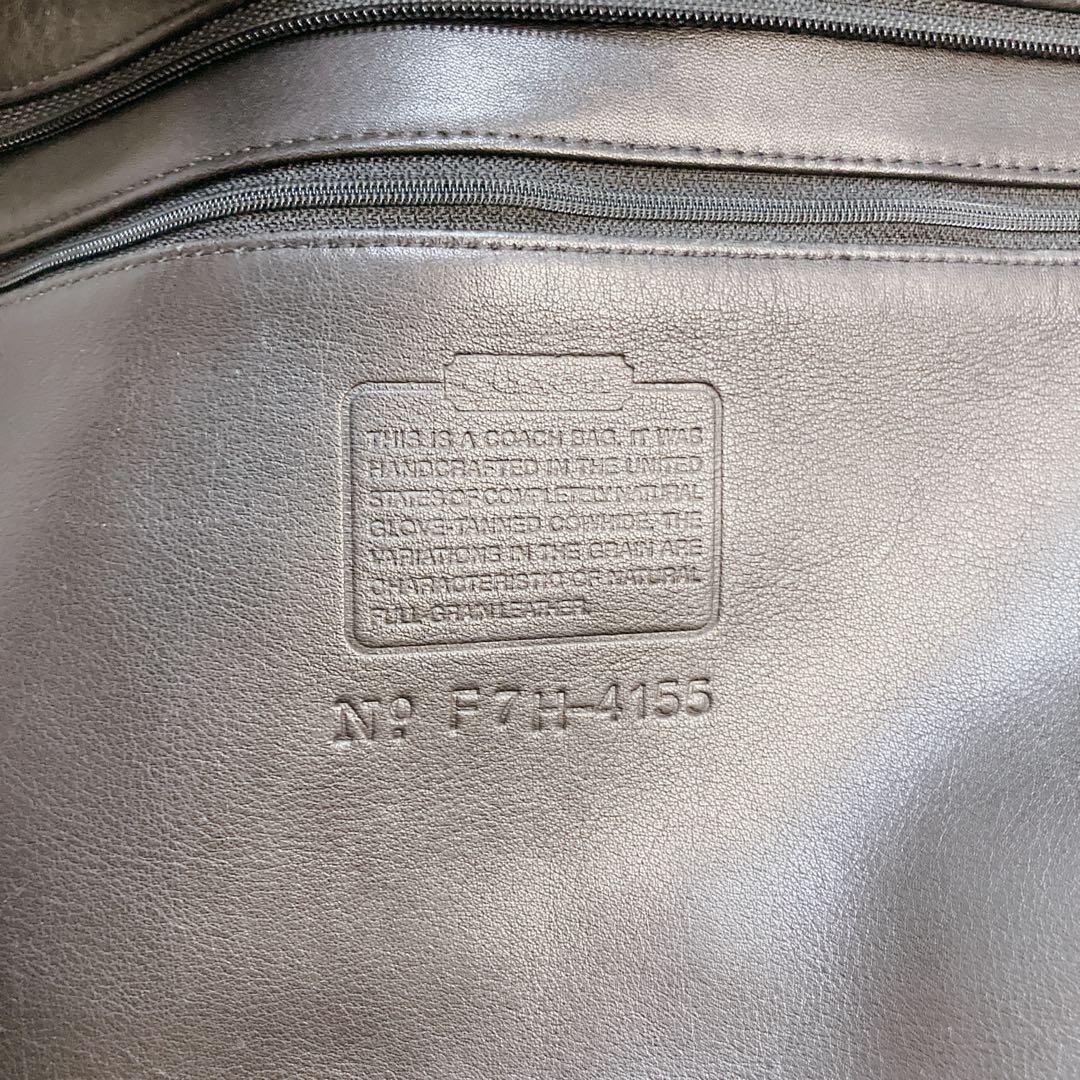 COACH
THIS IS A COACH BAG. IT WAS
HANDCRAFTED IN THE UNITED
STATES OF COMPLETELY NATURAL
GLOVE-TANNED COWHIDE, THE
VARIATIONS IN THE GRAIN ARE
CHARACTERISTIC OF NATURAL
FULL-GRAIN LEATHER.
Nº F7H-4155